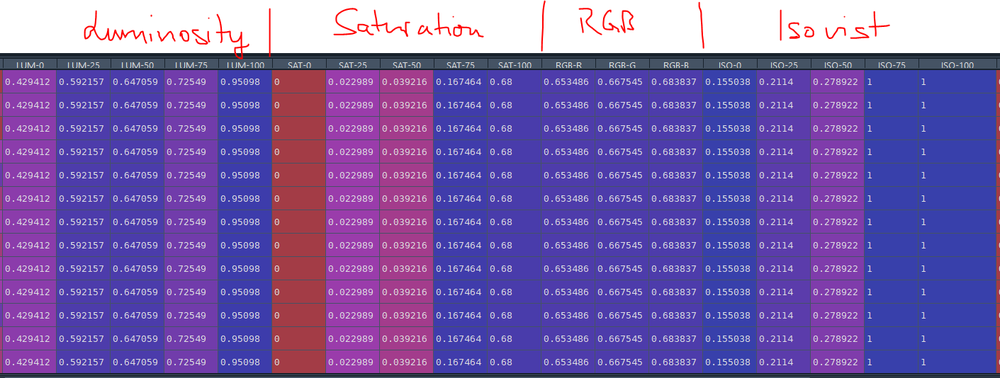 Luminosity | Saturation | RGB | Isovist
LUM-0 LUM-25 LUM-50 LUM-75 LUM-100 SAT-0 SAT-25 SAT-50 SAT-75 SAT-100 RGB-R RGB-G RGB-B ISO-0 ISO-25 ISO-50 ISO-75 ISO-100
0.429412 0.592157 0.647059 0.72549 0.95098 0 0.022989 0.039216 0.167464 0.68 0.653486 0.667545 0.683837 0.155038 0.2114 0.278922 1 1
0.429412 0.592157 0.647059 0.72549 0.95098 0 0.022989 0.039216 0.167464 0.68 0.653486 0.667545 0.683837 0.155038 0.2114 0.278922 1 1
0.429412 0.592157 0.647059 0.72549 0.95098 0 0.022989 0.039216 0.167464 0.68 0.653486 0.667545 0.683837 0.155038 0.2114 0.278922 1 1
0.429412 0.592157 0.647059 0.72549 0.95098 0 0.022989 0.039216 0.167464 0.68 0.653486 0.667545 0.683837 0.155038 0.2114 0.278922 1 1
0.429412 0.592157 0.647059 0.72549 0.95098 0 0.022989 0.039216 0.167464 0.68 0.653486 0.667545 0.683837 0.155038 0.2114 0.278922 1 1
0.429412 0.592157 0.647059 0.72549 0.95098 0 0.022989 0.039216 0.167464 0.68 0.653486 0.667545 0.683837 0.155038 0.2114 0.278922 1 1
0.429412 0.592157 0.647059 0.72549 0.95098 0 0.022989 0.039216 0.167464 0.68 0.653486 0.667545 0.683837 0.155038 0.2114 0.278922 1 1
0.429412 0.592157 0.647059 0.72549 0.95098 0 0.022989 0.039216 0.167464 0.68 0.653486 0.667545 0.683837 0.155038 0.2114 0.278922 1 1
0.429412 0.592157 0.647059 0.72549 0.95098 0 0.022989 0.039216 0.167464 0.68 0.653486 0.667545 0.683837 0.155038 0.2114 0.278922 1 1
0.429412 0.592157 0.647059 0.72549 0.95098 0 0.022989 0.039216 0.167464 0.68 0.653486 0.667545 0.683837 0.155038 0.2114 0.278922 1 1
0.429412 0.592157 0.647059 0.72549 0.95098 0 0.022989 0.039216 0.167464 0.68 0.653486 0.667545 0.683837 0.155038 0.2114 0.278922 1 1
0.429412 0.592157 0.647059 0.72549 0.95098 0 0.022989 0.039216 0.167464 0.68 0.653486 0.667545 0.683837 0.155038 0.2114 0.278922 1 1
0.429412 0.592157 0.647059 0.72549 0.95098 0 0.022989 0.039216 0.167464 0.68 0.653486 0.667545 0.683837 0.155038 0.2114 0.278922 1 1